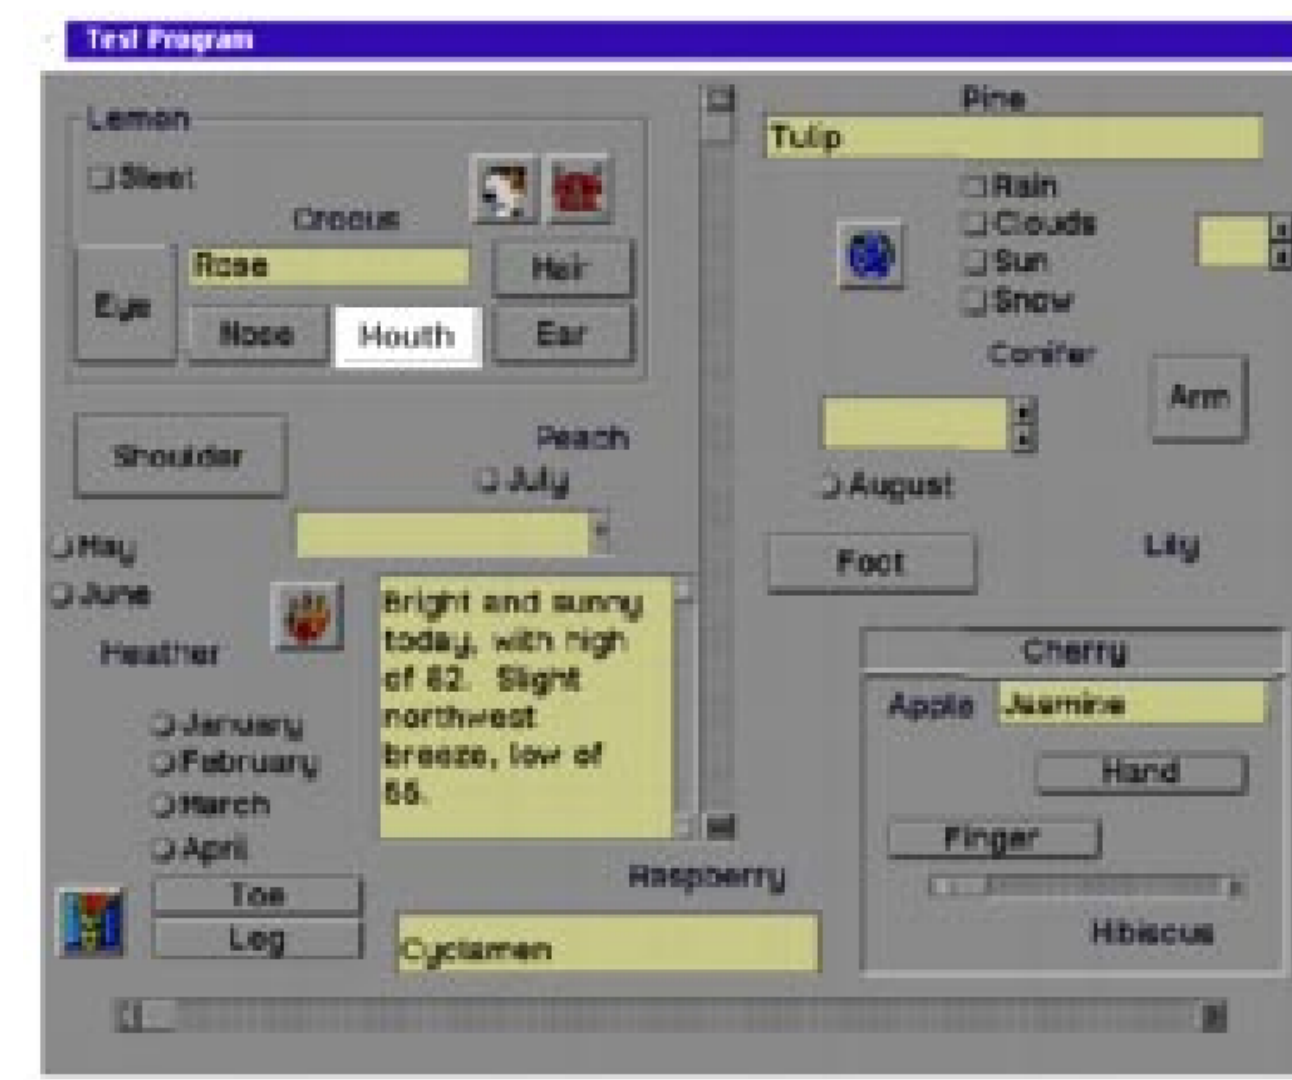 Test Program
Lemon
Sleet
Crocus
Rose
Hair
Eye
Nose
Mouth
Ear
Shoulder
Peach
July
May
June
Heather
Bright and sunny
today, with high
of 82. Slight
northwest
breeze, low of
55.
January
February
March
April
Toe
Leg
Raspberry
Cyclamen
Pine
Tulip
Rain
Clouds
Sun
Snow
Conifer
Arm
August
Foot
Lily
Cherry
Apple
Jasmine
Hand
Finger
Hibiscus